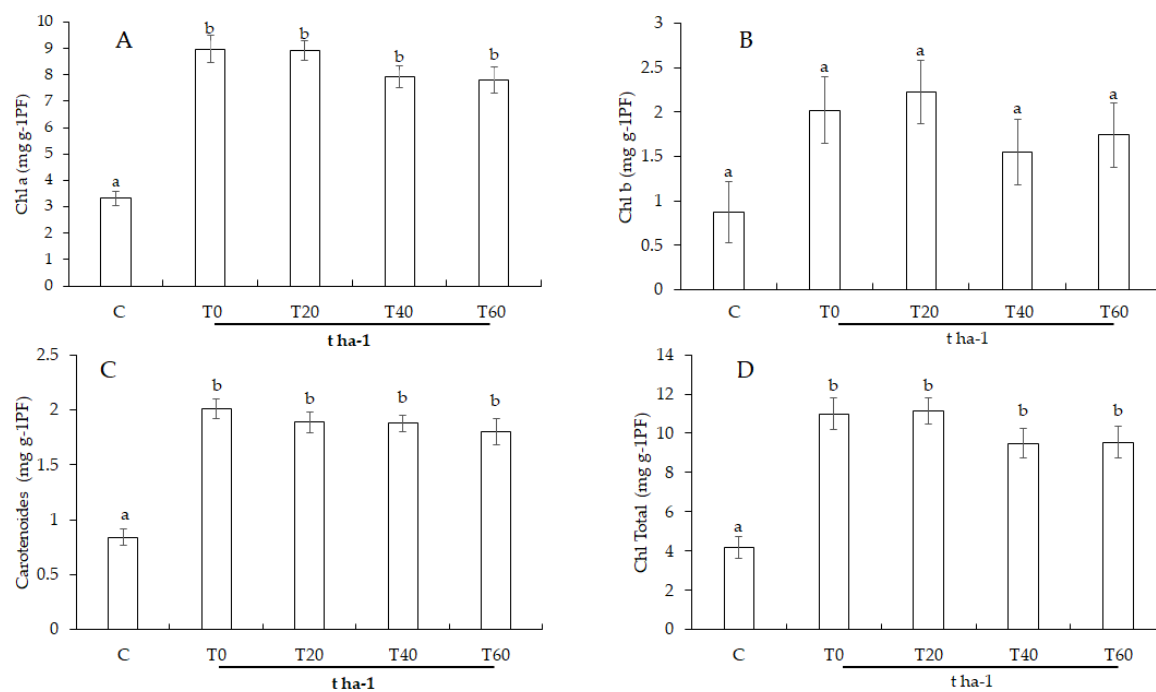 A
Chl a (mg g-1PF)
10
9
8
7
6
5
4
3
2
1
0
a
b
b
b
b
C T0 T20 T40 T60
t ha-1
B
Chl b (mg g-1PF)
3
2.5
2
1.5
1
0.5
0
a
a
a
a
a
C T0 T20 T40 T60
t ha-1
C
Carotenoides (mg g-1PF)
2.5
2
1.5
1
0.5
0
a
b
b
b
b
C T0 T20 T40 T60
t ha-1
D
Chl Total (mg g-1PF)
14
12
10
8
6
4
2
0
a
b
b
b
b
C T0 T20 T40 T60
t ha-1